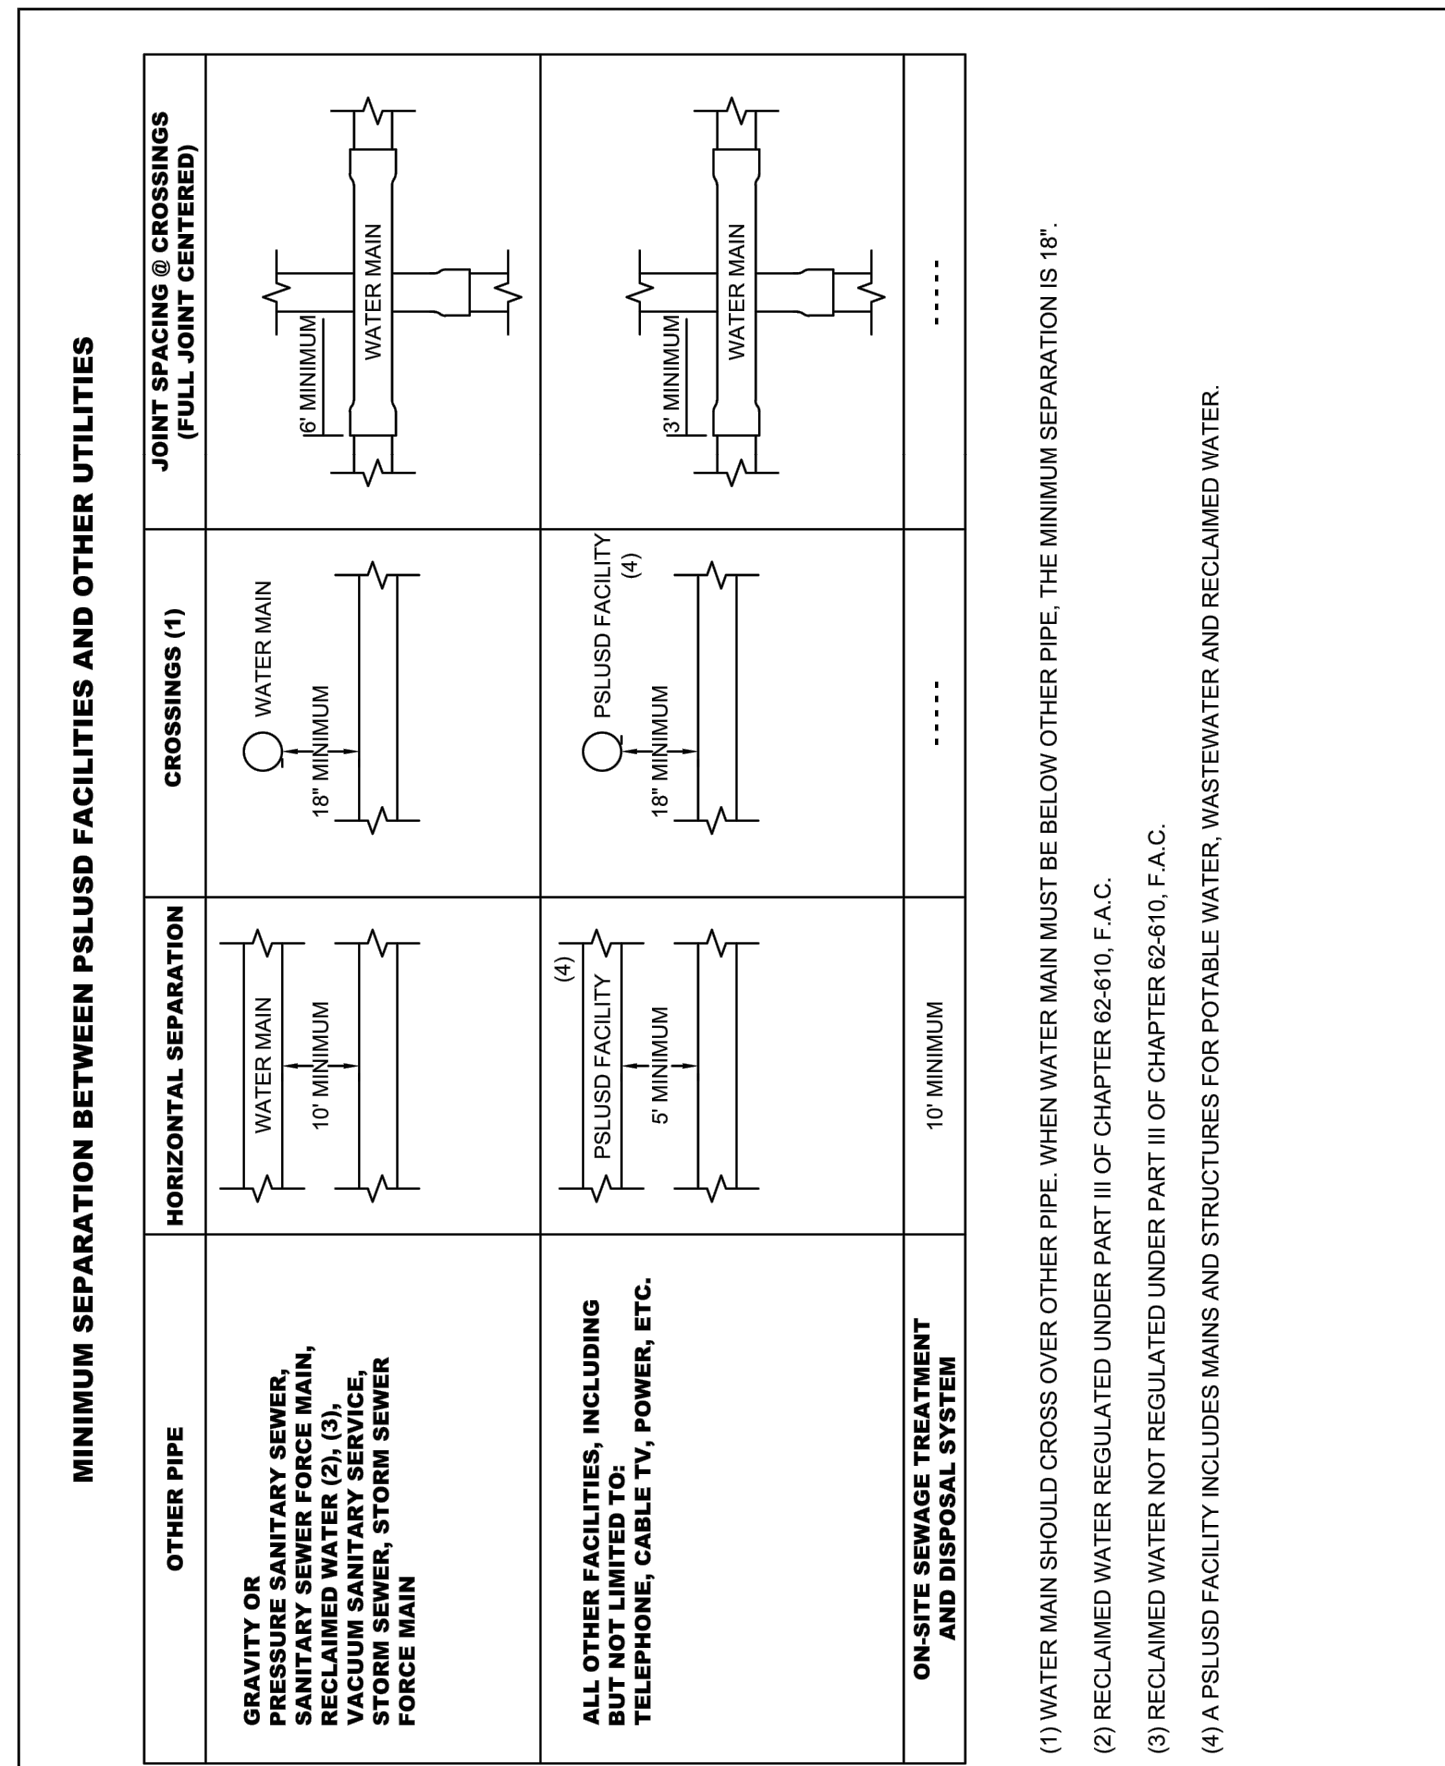 MINIMUM SEPARATION BETWEEN PSLUSD FACILITIES AND OTHER UTILITIES
OTHER PIPE
HORIZONTAL SEPARATION
CROSSINGS (1)
JOINT SPACING @ CROSSINGS
(FULL JOINT CENTERED)
GRAVITY OR
PRESSURE SANITARY SEWER,
SANITARY SEWER FORCE MAIN,
RECLAIMED WATER (2), (3),
VACUUM SANITARY SERVICE,
STORM SEWER, STORM SEWER
FORCE MAIN
WATER MAIN
10' MINIMUM
WATER MAIN
18" MINIMUM
6' MINIMUM
WATER MAIN
ALL OTHER FACILITIES, INCLUDING
BUT NOT LIMITED TO:
TELEPHONE, CABLE TV, POWER, ETC.
(4)
PSLUSD FACILITY
5' MINIMUM
PSLUSD FACILITY
(4)
18" MINIMUM
3' MINIMUM
WATER MAIN
ON-SITE SEWAGE TREATMENT
AND DISPOSAL SYSTEM
10' MINIMUM
-----
-----
(1) WATER MAIN SHOULD CROSS OVER OTHER PIPE. WHEN WATER MAIN MUST BE BELOW OTHER PIPE, THE MINIMUM SEPARATION IS 18".
(2) RECLAIMED WATER REGULATED UNDER PART III OF CHAPTER 62-610, F.A.C.
(3) RECLAIMED WATER NOT REGULATED UNDER PART III OF CHAPTER 62-610, F.A.C.
(4) A PSLUSD FACILITY INCLUDES MAINS AND STRUCTURES FOR POTABLE WATER, WASTEWATER AND RECLAIMED WATER.